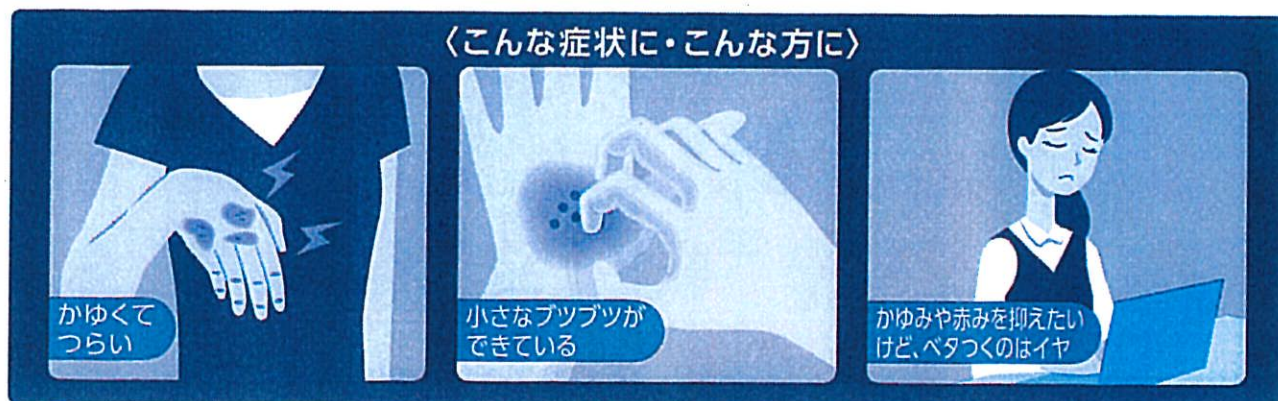 〈こんな症状に・こんな方に〉
かゆくて
つらい
小さなブツブツが
できている
かゆみや赤みを抑えたい
けど、ベタつくのはイヤ